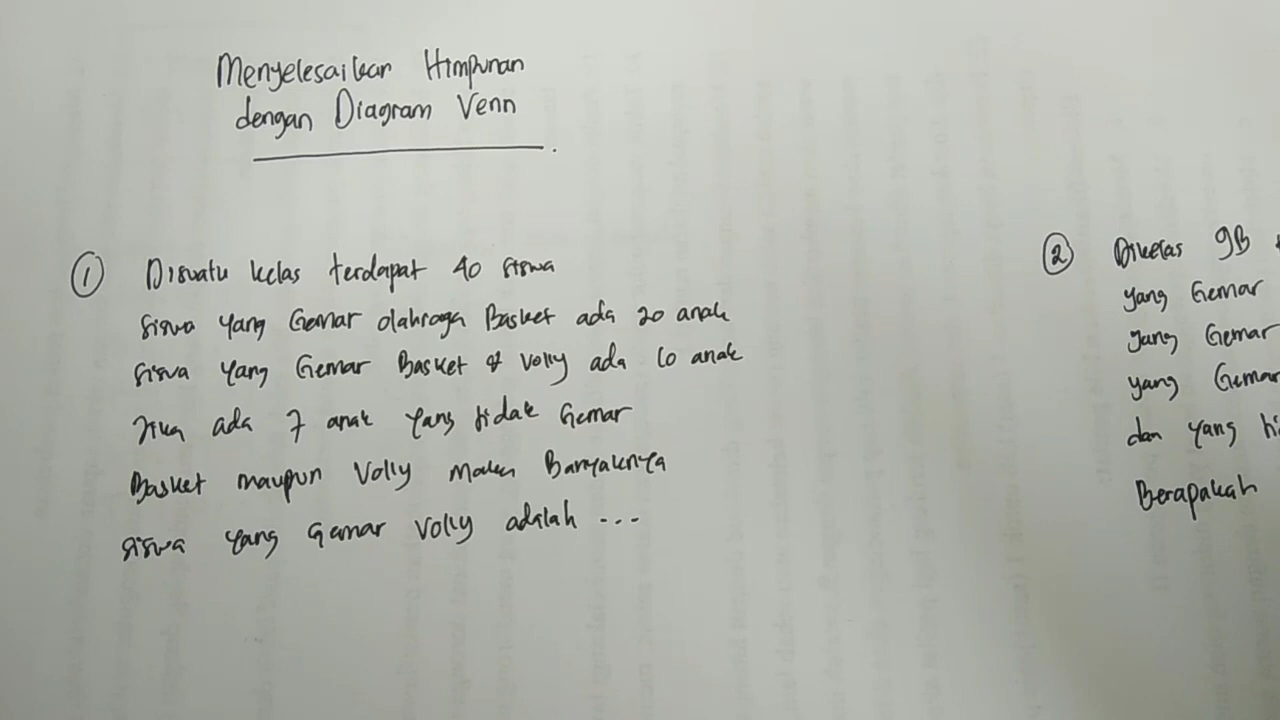 Menyelesaikan Himpunan
dengan Diagram Venn
① Disuatu kelas terdapat 40 siswa
siswa yang Gemar olahraga Basket ada 20 anak
siswa yang Gemar Basket & Volly ada 10 anak
Jika ada 7 anak yang tidak Gemar
Basket maupun Volly maka Banyaknya
siswa yang Gemar Volly adalah ...
② Dikelas 9B
yang Gemar
yang Gemar
yang Gemar
dan yang
Berapakah